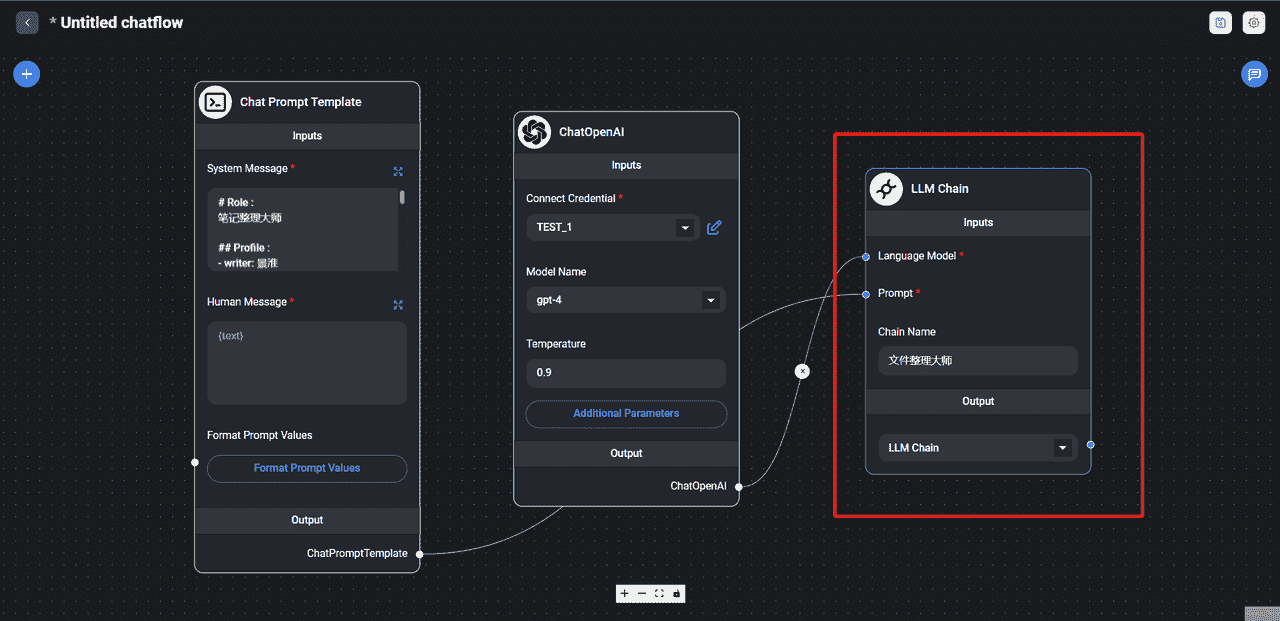 * Untitled chatflow
Chat Prompt Template
Inputs
System Message *
# Role :
笔记整理大师
## Profile :
- writer: 景淮
Human Message *
{text}
Format Prompt Values
Format Prompt Values
Output
ChatPromptTemplate
ChatOpenAI
Inputs
Connect Credential *
TEST_1
Model Name
gpt-4
Temperature
0.9
Additional Parameters
Output
ChatOpenAI
LLM Chain
Inputs
Language Model *
Prompt *
Chain Name
文件整理大师
Output
LLM Chain